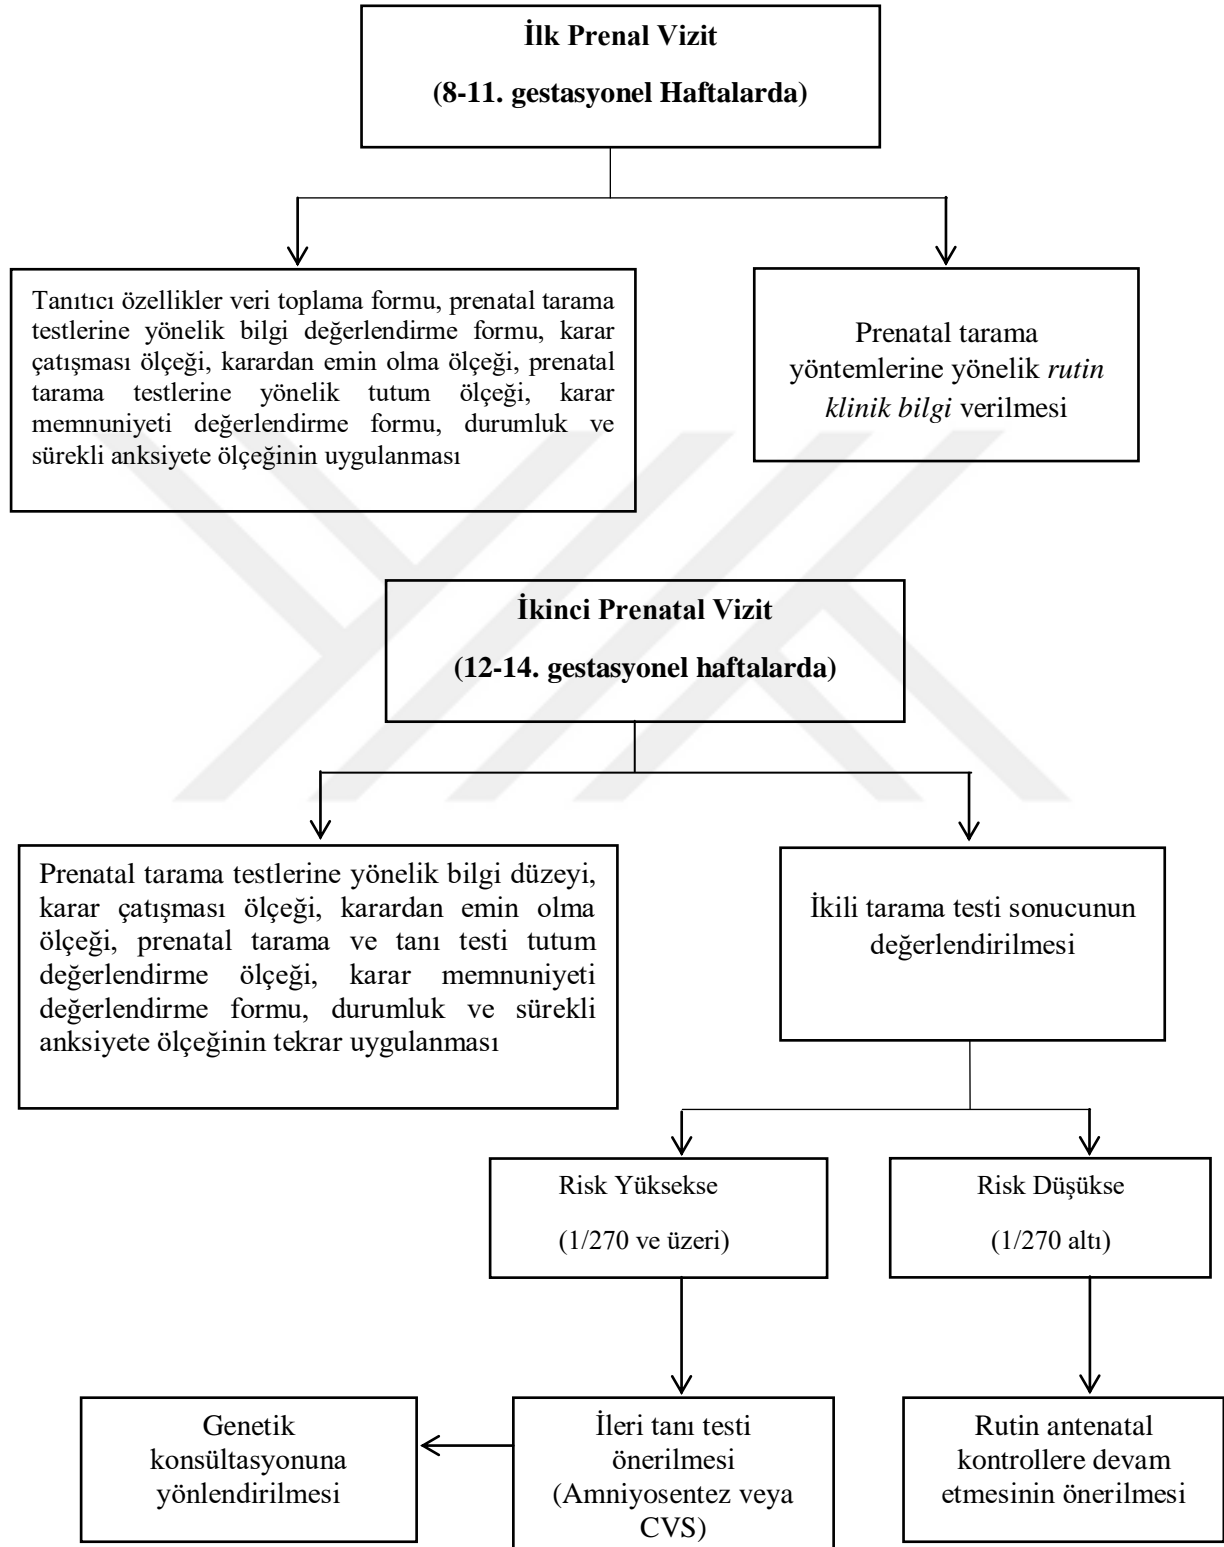 İlk Prenal Vizit
(8-11. gestasyonel Haftalarda)
Tanıtıcı özellikler veri toplama formu, prenatal tarama
testlerine yönelik bilgi değerlendirme formu, karar
çatışması ölçeği, karardan emin olma ölçeği, prenatal
tarama testlerine yönelik tutum ölçeği, karar
memnuniyeti değerlendirme formu, durumluk ve
sürekli anksiyete ölçeğinin uygulanması
Prenatal tarama
yöntemlerine yönelik rutin
klinik bilgi verilmesi
İkinci Prenatal Vizit
(12-14. gestasyonel haftalarda)
Prenatal tarama testlerine yönelik bilgi düzeyi,
karar çatışması ölçeği, karardan emin olma
ölçeği, prenatal tarama ve tanı testi tutum
değerlendirme ölçeği, karar memnuniyeti
değerlendirme formu, durumluk ve sürekli
anksiyete ölçeğinin tekrar uygulanması
İkili tarama testi sonucunun
değerlendirilmesi
Risk Yüksekse
(1/270 ve üzeri)
Risk Düşükse
(1/270 altı)
Genetik
konsültasyonuna
yönlendirilmesi
İleri tanı testi
önerilmesi
(Amniyosentez veya
CVS)
Rutin antenatal
kontrollere devam
etmesinin önerilmesi